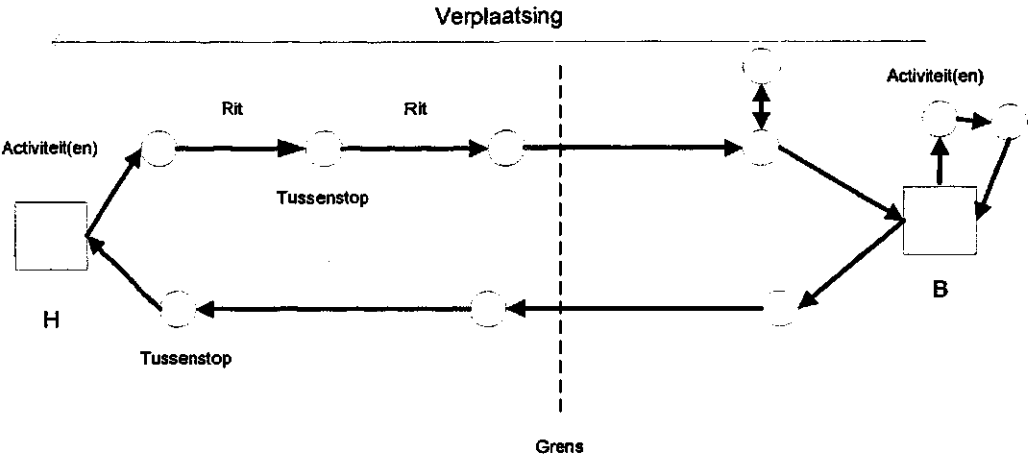 Verplaatsing
Activiteit(en)
Rit
Rit
Activiteit(en)
Tussenstop
H
B
Tussenstop
Grens